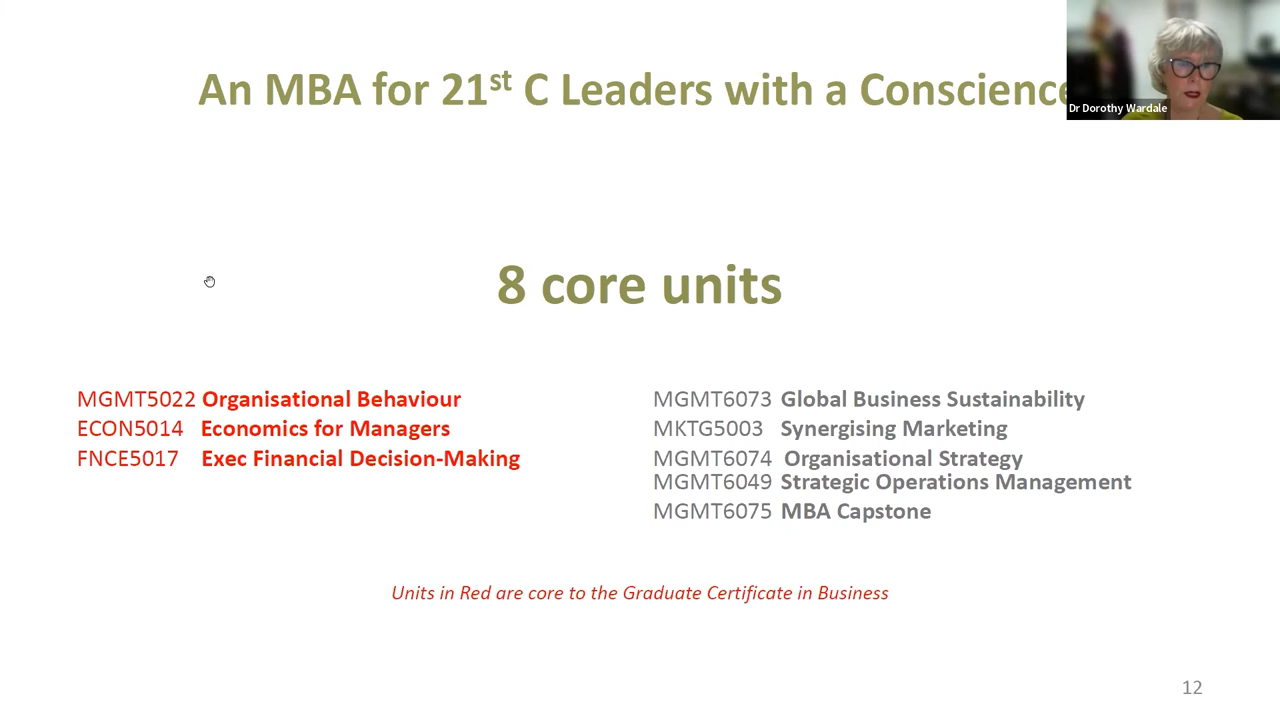 An MBA for 21st C Leaders with a Conscience
Dr Dorothy Wardale
8 core units
MGMT5022 Organisational Behaviour
ECON5014 Economics for Managers
FNCE5017 Exec Financial Decision-Making
MGMT6073 Global Business Sustainability
MKTG5003 Synergising Marketing
MGMT6074 Organisational Strategy
MGMT6049 Strategic Operations Management
MGMT6075 MBA Capstone
Units in Red are core to the Graduate Certificate in Business
12